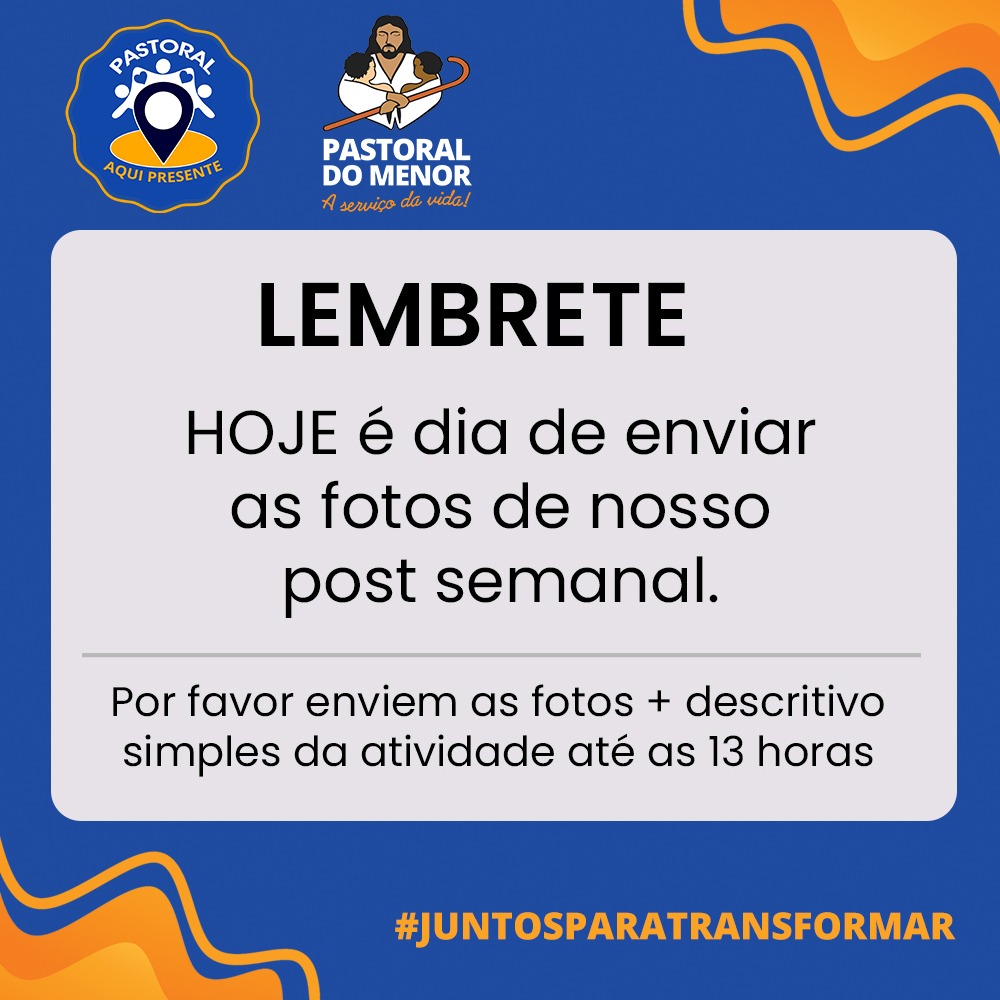 PASTORAL
AQUI PRESENTE
PASTORAL
DO MENOR
A serviço da vida!
LEMBRETE
HOJE é dia de enviar
as fotos de nosso
post semanal.
Por favor enviem as fotos + descritivo
simples da atividade até as 13 horas
#JUNTOSPARATRANSFORMAR